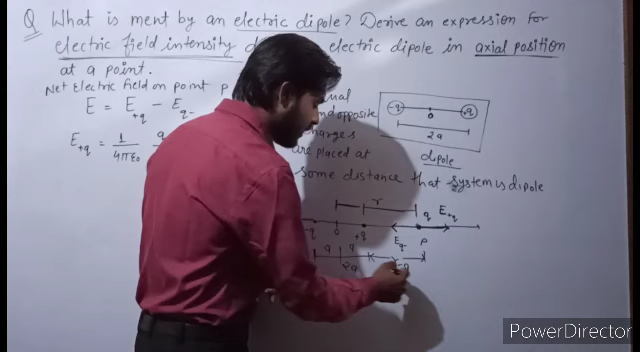 Q What is ment by an electric dipole? Derive an expression for
electric field intensity electric dipole in axial position
at a point.
Net Electric field on point P
E = E+q - Eq-
E+q = 1/4πε0 q
opposite
charges
are placed at
some distance that System is dipole
-q 0 +q
2a
dipole
r q E+q
-q 0 +q Eq- P
a a
2a
PowerDirector